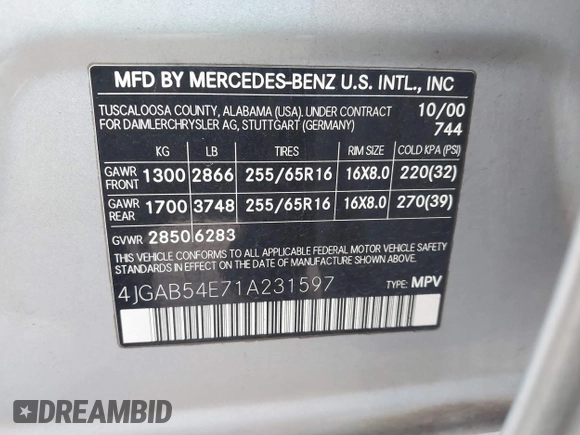 MFD BY MERCEDES-BENZ U.S. INTL., INC
TUSCALOOSA COUNTY, ALABAMA (USA). UNDER CONTRACT 10/00
FOR DAIMLERCHRYSLER AG, STUTTGART (GERMANY) 744
KG LB TIRES RIM SIZE COLD KPA (PSI)
GAWR FRONT 1300 2866 255/65R16 16X8.0 220(32)
GAWR REAR 1700 3748 255/65R16 16X8.0 270(39)
GVWR 2850 6283
THIS VEHICLE CONFORMS TO ALL APPLICABLE FEDERAL MOTOR VEHICLE SAFETY
STANDARDS IN EFFECT ON THE DATE OF MANUFACTURE SHOWN ABOVE.
4JGAB54E71A231597 TYPE: MPV
DREAMBID